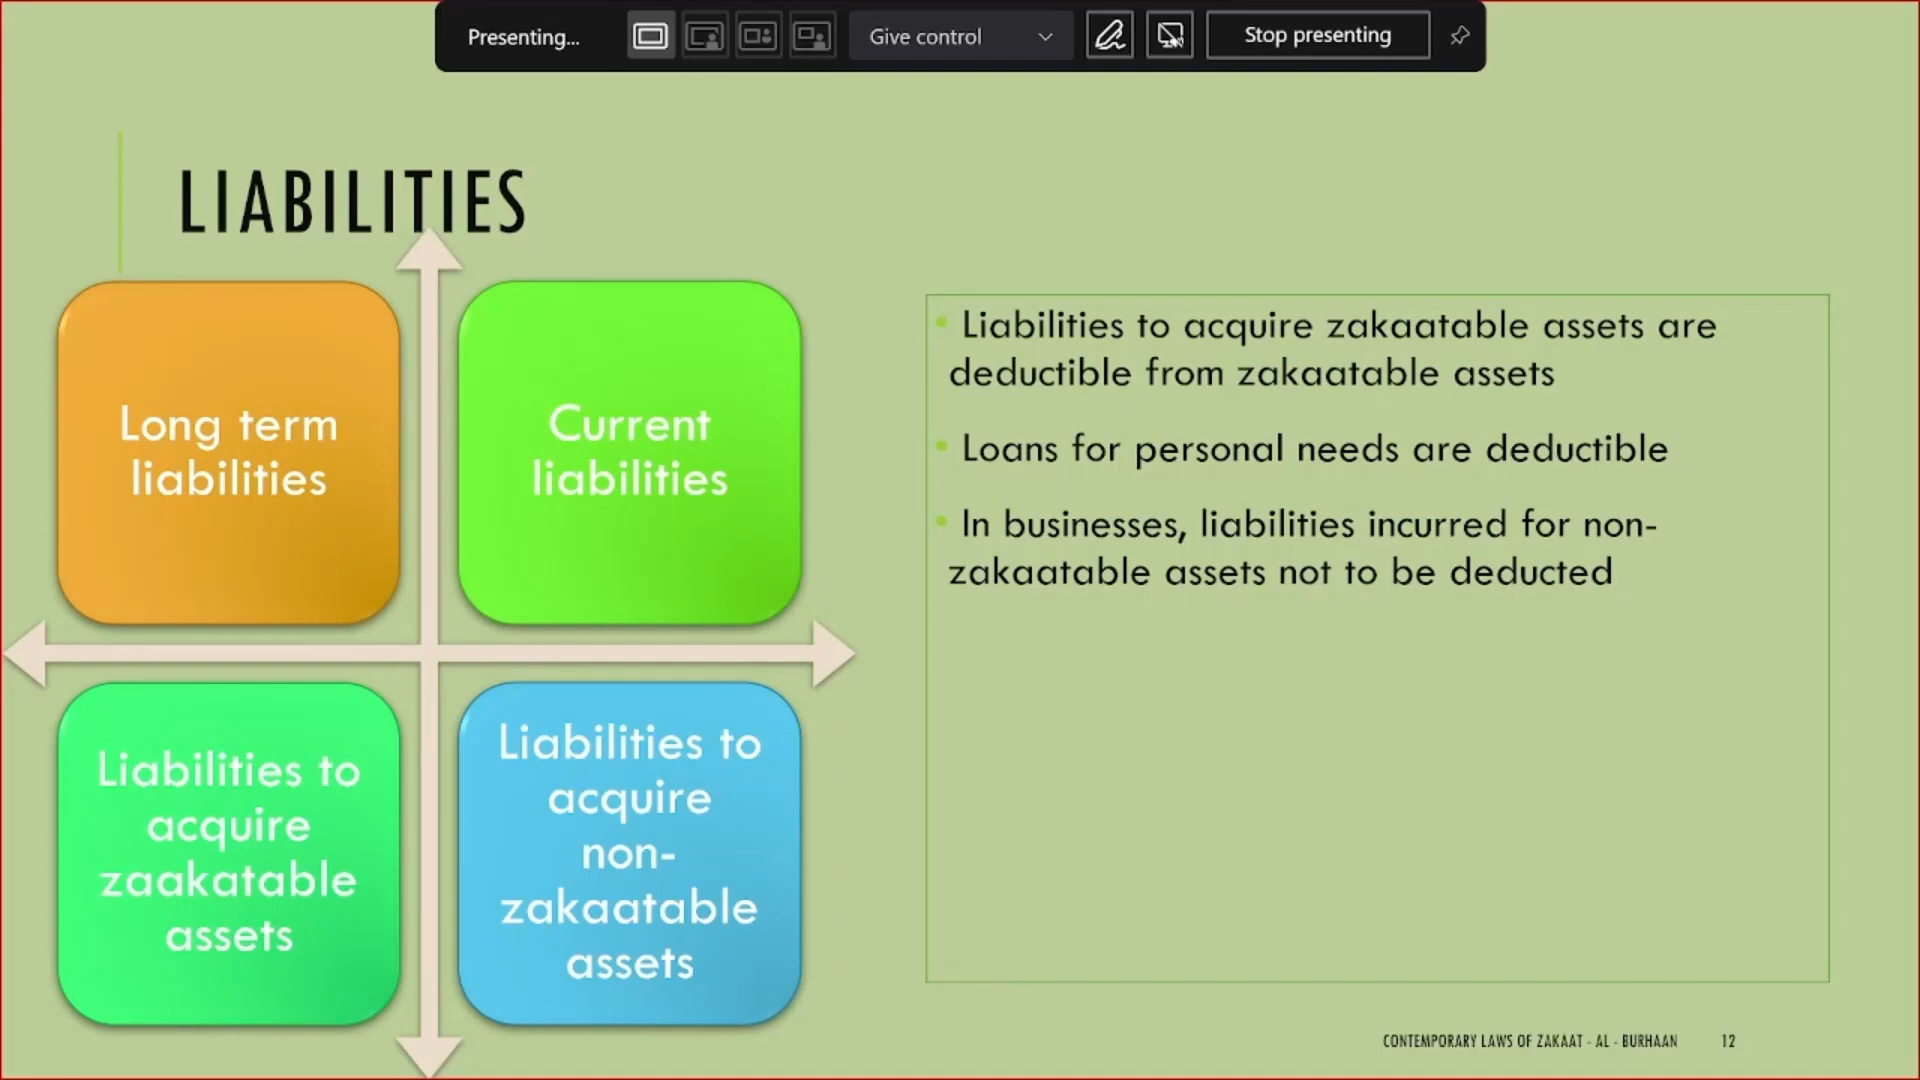 Presenting...
Give control
Stop presenting
LIABILITIES
Long term
liabilities
Current
liabilities
Liabilities to
acquire
zaakatable
assets
Liabilities to
acquire
non-
zakaatable
assets
• Liabilities to acquire zakaatable assets are
deductible from zakaatable assets
• Loans for personal needs are deductible
• In businesses, liabilities incurred for non-
zakaatable assets not to be deducted
CONTEMPORARY LAWS OF ZAKAAT - AL - BURHAAN 12